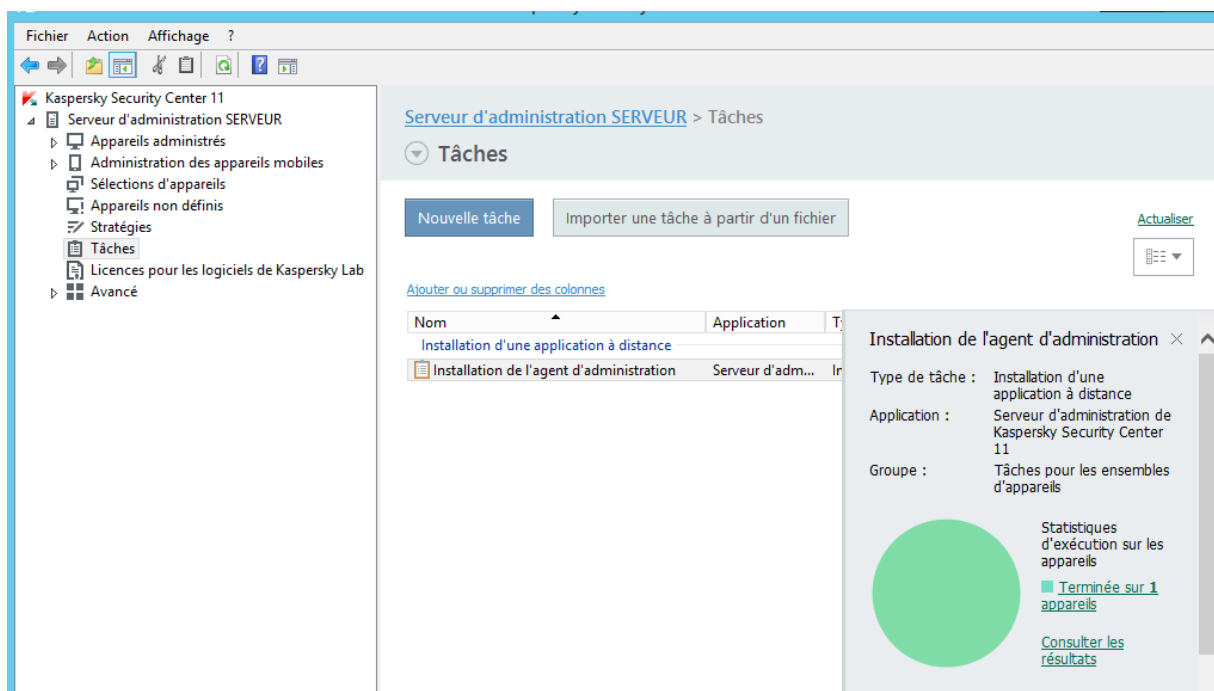 Fichier Action Affichage ?
Kaspersky Security Center 11
Serveur d'administration SERVEUR
Appareils administrés
Administration des appareils mobiles
Sélections d'appareils
Appareils non définis
Stratégies
Tâches
Licences pour les logiciels de Kaspersky Lab
Avancé
Serveur d'administration SERVEUR > Tâches
Tâches
Nouvelle tâche
Importer une tâche à partir d'un fichier
Actualiser
Ajouter ou supprimer des colonnes
Nom Application
Installation d'une application à distance
Installation de l'agent d'administration Serveur d'adm...
Installation de l'agent d'administration
Type de tâche : Installation d'une
application à distance
Application : Serveur d'administration de
Kaspersky Security Center
11
Groupe : Tâches pour les ensembles
d'appareils
Statistiques
d'exécution sur les
appareils
Terminée sur 1
appareils
Consulter les
résultats